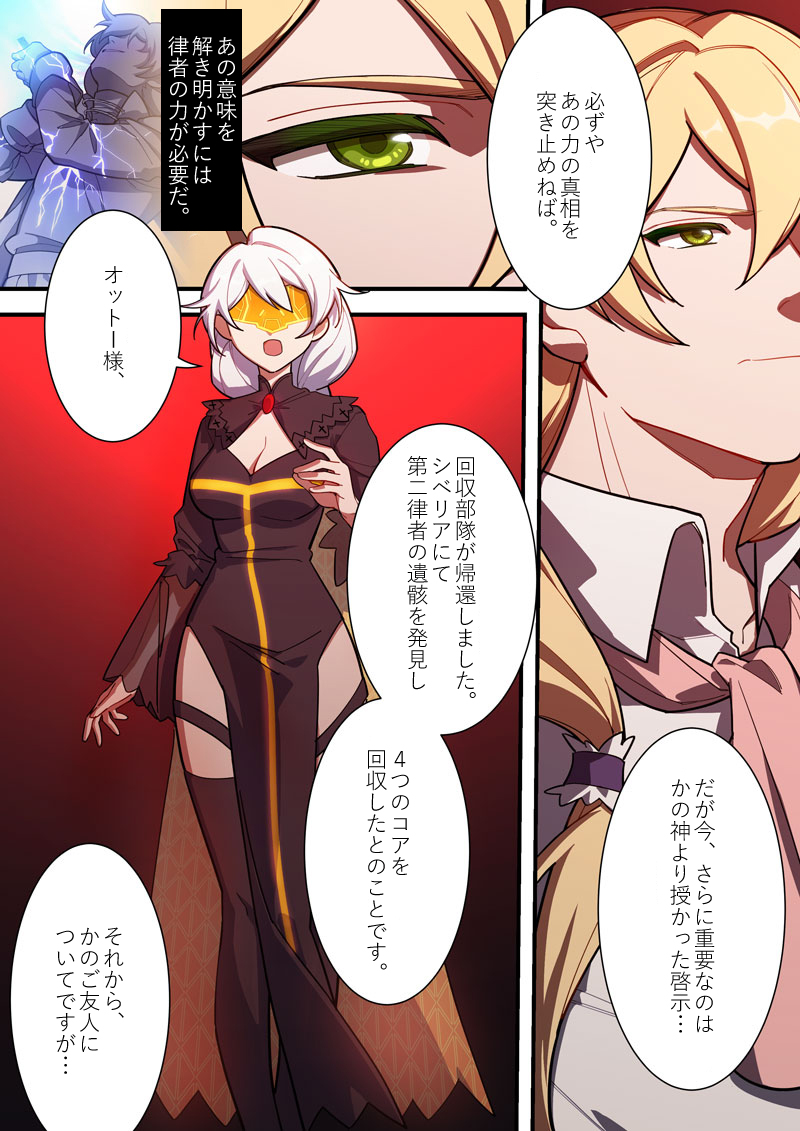 必ずや
あの力の真相を
突き止めねば。
だが今、さらに重要なのは
かの神より授かった啓示…
あの意味を
解き明かすには
律者の力が必要だ。
オットー様、
回収部隊が帰還しました。
シベリアにて
第二律者の遺骸を発見し
4つのコアを
回収したとのことです。
それから、
かのご友人に
ついてですが…